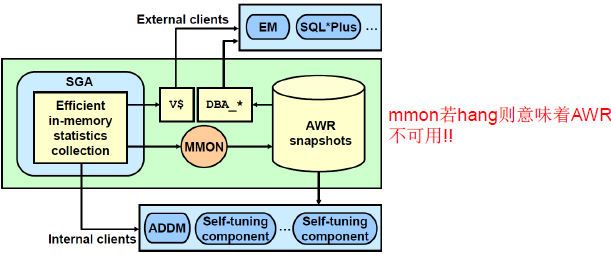 External clients
EM
SQL*Plus
...
SGA
Efficient
in-memory
statistics
collection
V$
DBA_*
MMON
AWR
snapshots
mmon若hang则意味着AWR
不可用!!
Internal clients
ADDM
Self-tuning
component
...
Self-tuning
component